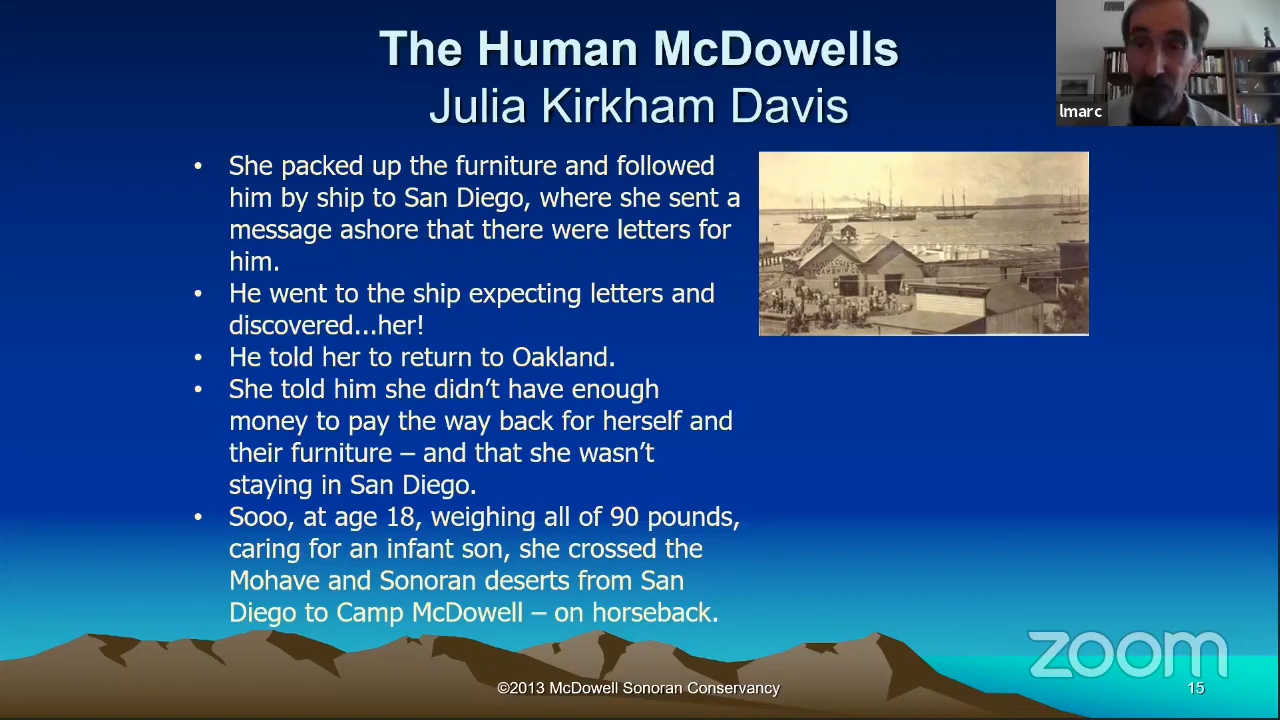 The Human McDowells
Julia Kirkham Davis
lmarc
• She packed up the furniture and followed
him by ship to San Diego, where she sent a
message ashore that there were letters for
him.
• He went to the ship expecting letters and
discovered...her!
• He told her to return to Oakland.
• She told him she didn't have enough
money to pay the way back for herself and
their furniture – and that she wasn't
staying in San Diego.
• Sooo, at age 18, weighing all of 90 pounds,
caring for an infant son, she crossed the
Mohave and Sonoran deserts from San
Diego to Camp McDowell – on horseback.
zoom
©2013 McDowell Sonoran Conservancy
15